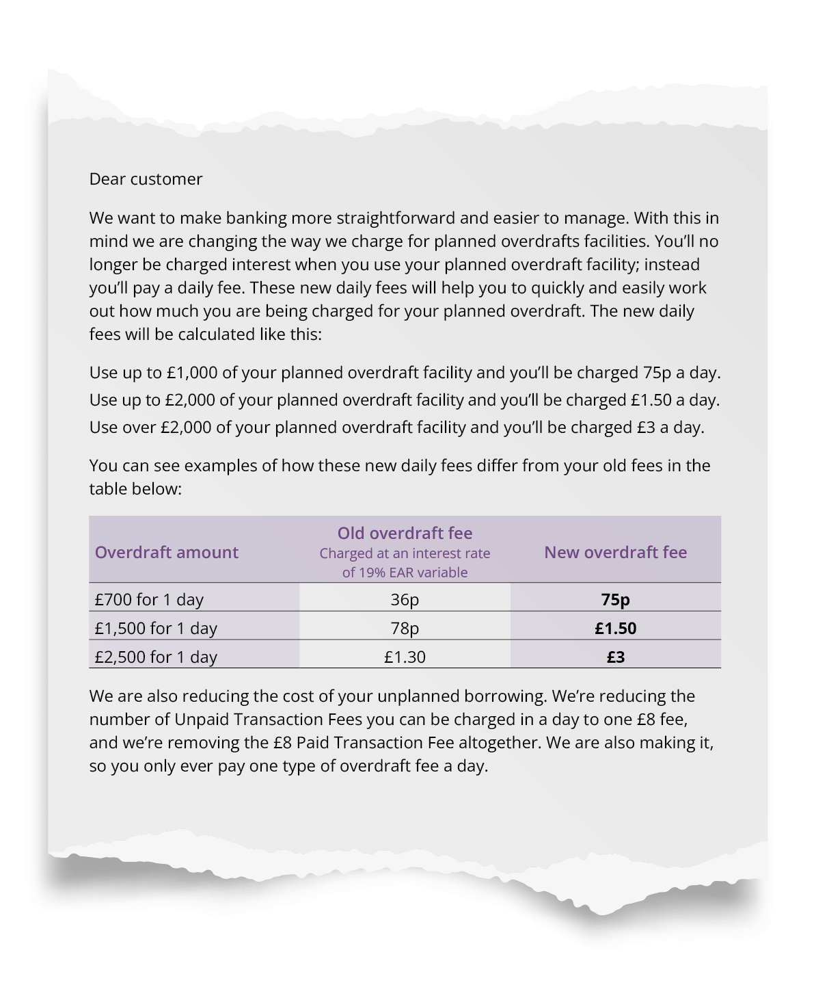 Dear customer
We want to make banking more straightforward and easier to manage. With this in
mind we are changing the way we charge for planned overdrafts facilities. You’ll no
longer be charged interest when you use your planned overdraft facility; instead
you’ll pay a daily fee. These new daily fees will help you to quickly and easily work
out how much you are being charged for your planned overdraft. The new daily
fees will be calculated like this:
Use up to £1,000 of your planned overdraft facility and you’ll be charged 75p a day.
Use up to £2,000 of your planned overdraft facility and you’ll be charged £1.50 a day.
Use over £2,000 of your planned overdraft facility and you’ll be charged £3 a day.
You can see examples of how these new daily fees differ from your old fees in the
table below:
Overdraft amount
Old overdraft fee
Charged at an interest rate
of 19% EAR variable
New overdraft fee
£700 for 1 day 36p 75p
£1,500 for 1 day 78p £1.50
£2,500 for 1 day £1.30 £3
We are also reducing the cost of your unplanned borrowing. We’re reducing the
number of Unpaid Transaction Fees you can be charged in a day to one £8 fee,
and we’re removing the £8 Paid Transaction Fee altogether. We are also making it,
so you only ever pay one type of overdraft fee a day.